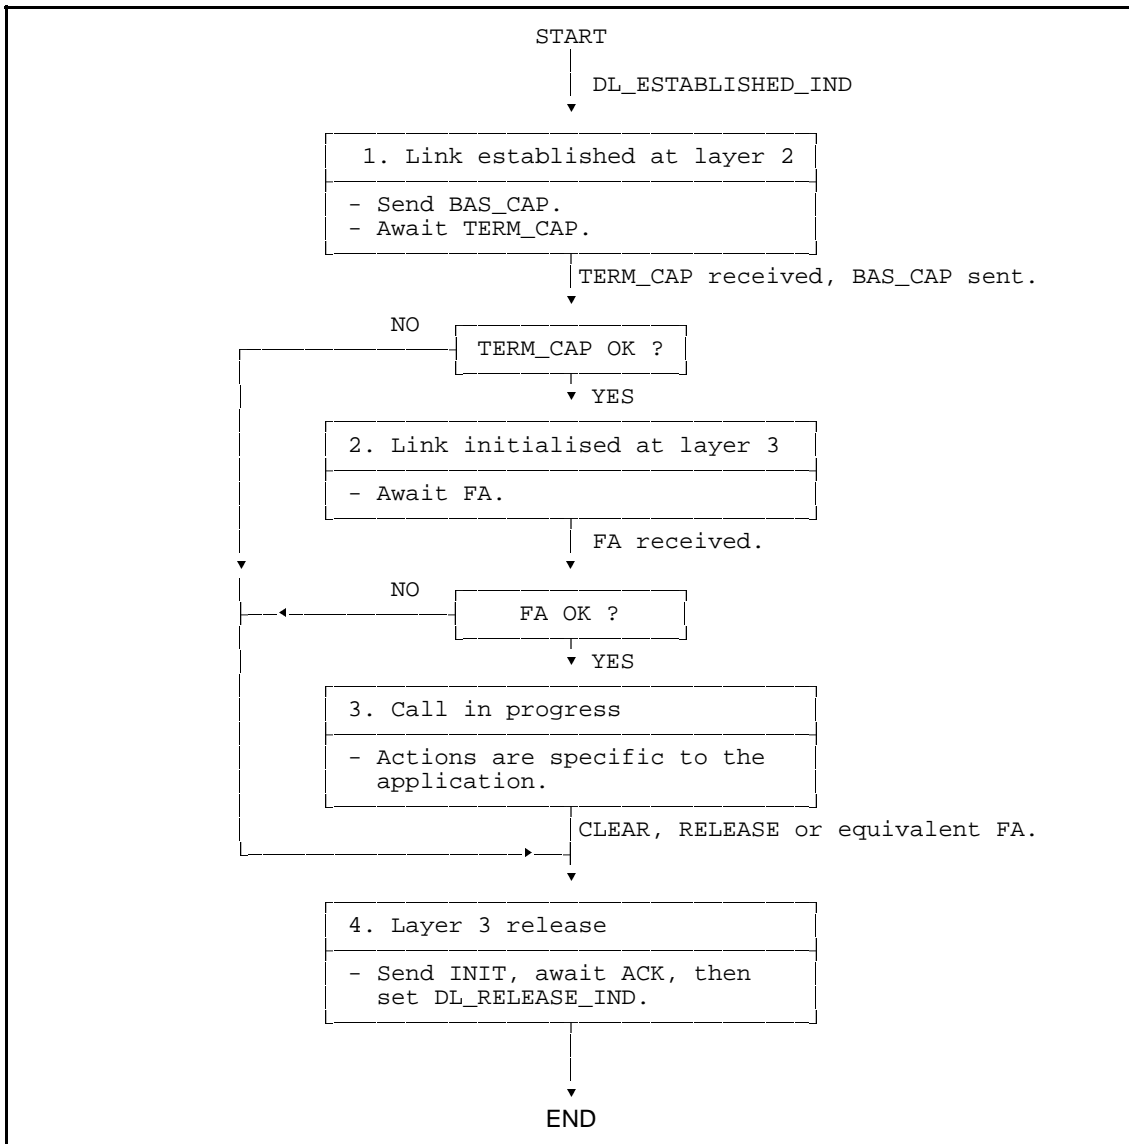 START
DL_ESTABLISHED_IND
1. Link established at layer 2
- Send BAS_CAP.
- Await TERM_CAP.
TERM_CAP received, BAS_CAP sent.
NO
TERM_CAP OK ?
YES
2. Link initialised at layer 3
- Await FA.
FA received.
NO
FA OK ?
YES
3. Call in progress
- Actions are specific to the
application.
CLEAR, RELEASE or equivalent FA.
4. Layer 3 release
- Send INIT, await ACK, then
set DL_RELEASE_IND.
END